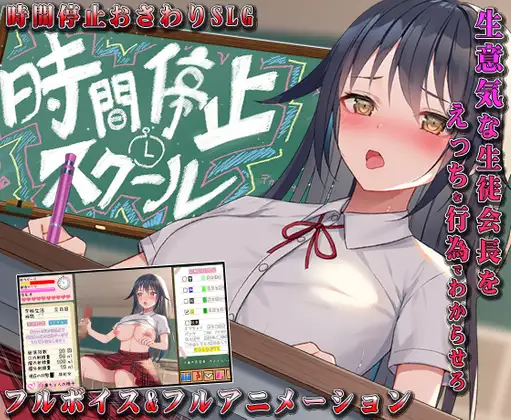 時間停止おさわりSLG
時間停止
スクール
生意気な生徒会長を
えっちな行為でわからせろ
フルボイス&フルアニメーション